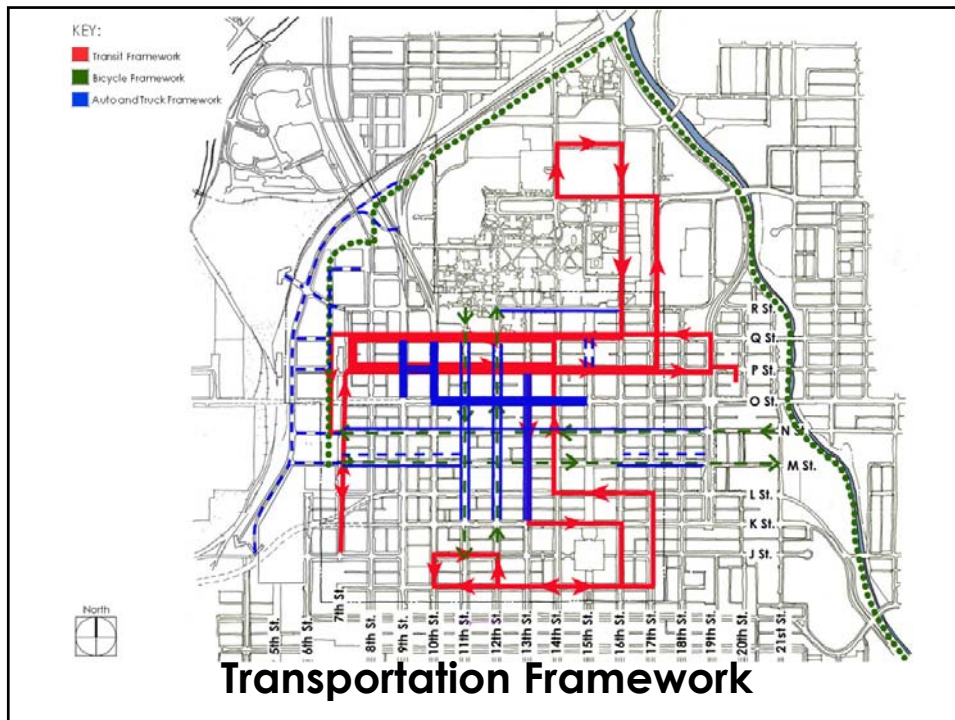 KEY:
Transit Framework
Bicycle Framework
Auto and Truck Framework
R St.
Q St.
P St.
O St.
N St.
M St.
L St.
K St.
J St.
North
5th St.
6th St.
7th St.
8th St.
9th St.
10th St.
11th St.
12th St.
13th St.
14th St.
15th St.
16th St.
17th St.
18th St.
19th St.
20th St.
21st St.
Transportation Framework